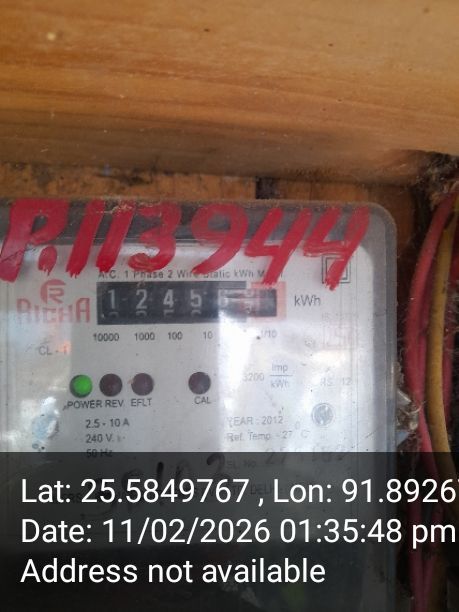 P.113944
A.C. 1 Phase 2 Wire Static kWh
R
RICHA
1 2 4 5
kWh
10000 1000 100 10 1/10
CL - 1
3200 Imp/kWh
POWER REV EFLT CAL
2.5 - 10 A
240 V
50 Hz
YEAR : 2012
Ref. Temp. - 27 °C
SL. No.
Lat: 25.5849767 , Lon: 91.8926
Date: 11/02/2026 01:35:48 pm
Address not available